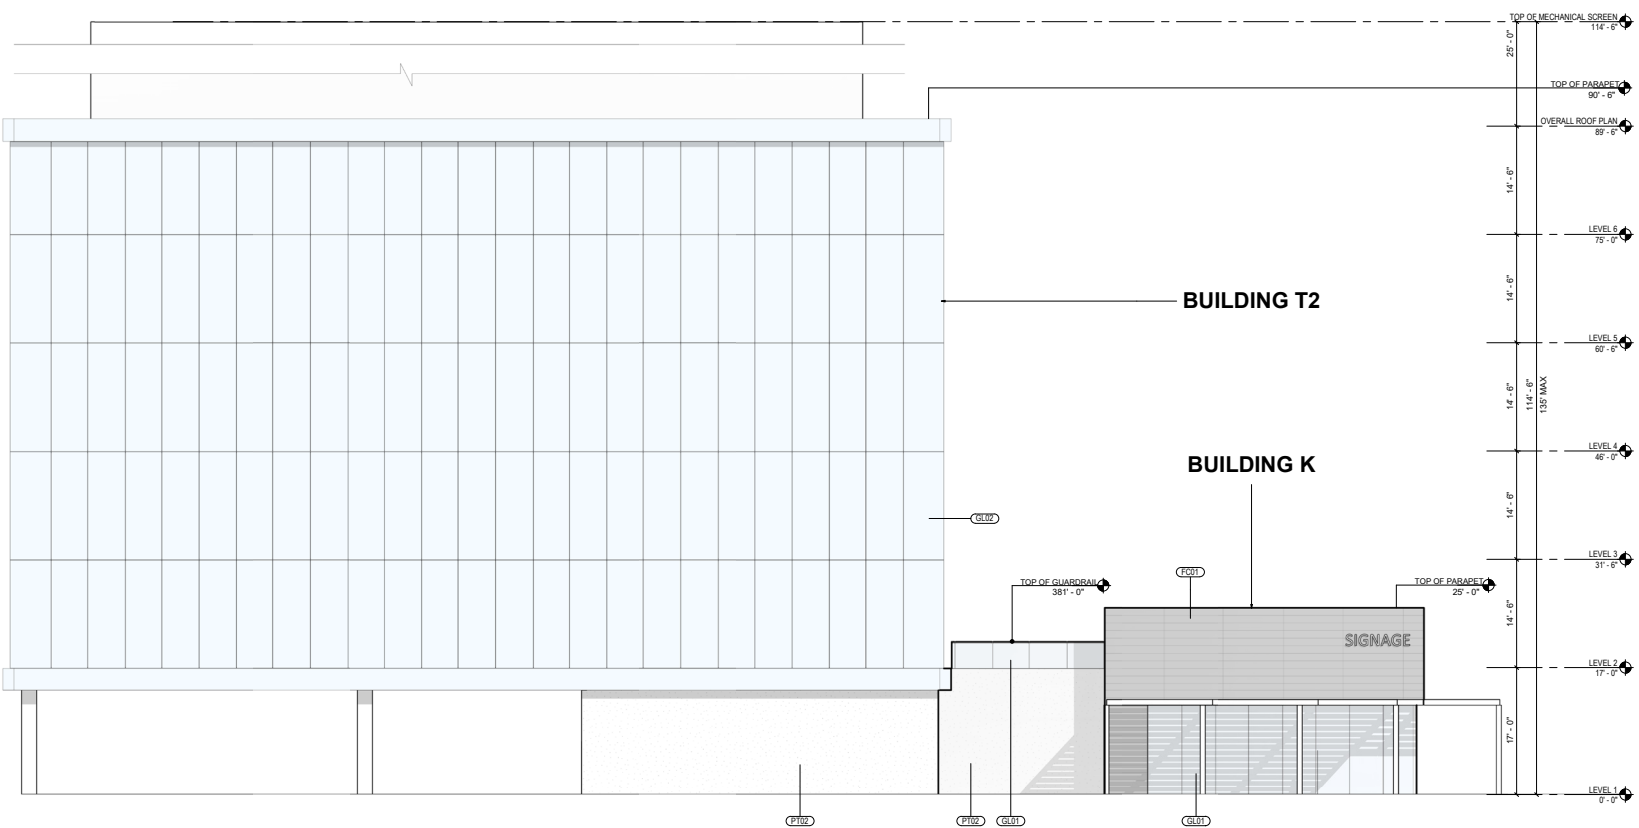 TOP OF MECHANICAL SCREEN
114' - 6"
25' - 0"
TOP OF PARAPET
90' - 6"
OVERALL ROOF PLAN
89' - 6"
14' - 6"
LEVEL 6
75' - 0"
14' - 6"
BUILDING T2
LEVEL 5
60' - 6"
14' - 6"
114' - 6"
135' MAX
LEVEL 4
46' - 0"
BUILDING K
14' - 6"
GL02
LEVEL 3
31' - 6"
FC01
TOP OF GUARDRAIL
381' - 0"
TOP OF PARAPET
25' - 0"
14' - 6"
SIGNAGE
LEVEL 2
17' - 0"
17' - 0"
LEVEL 1
0' - 0"
PT02
PT02
GL01
GL01